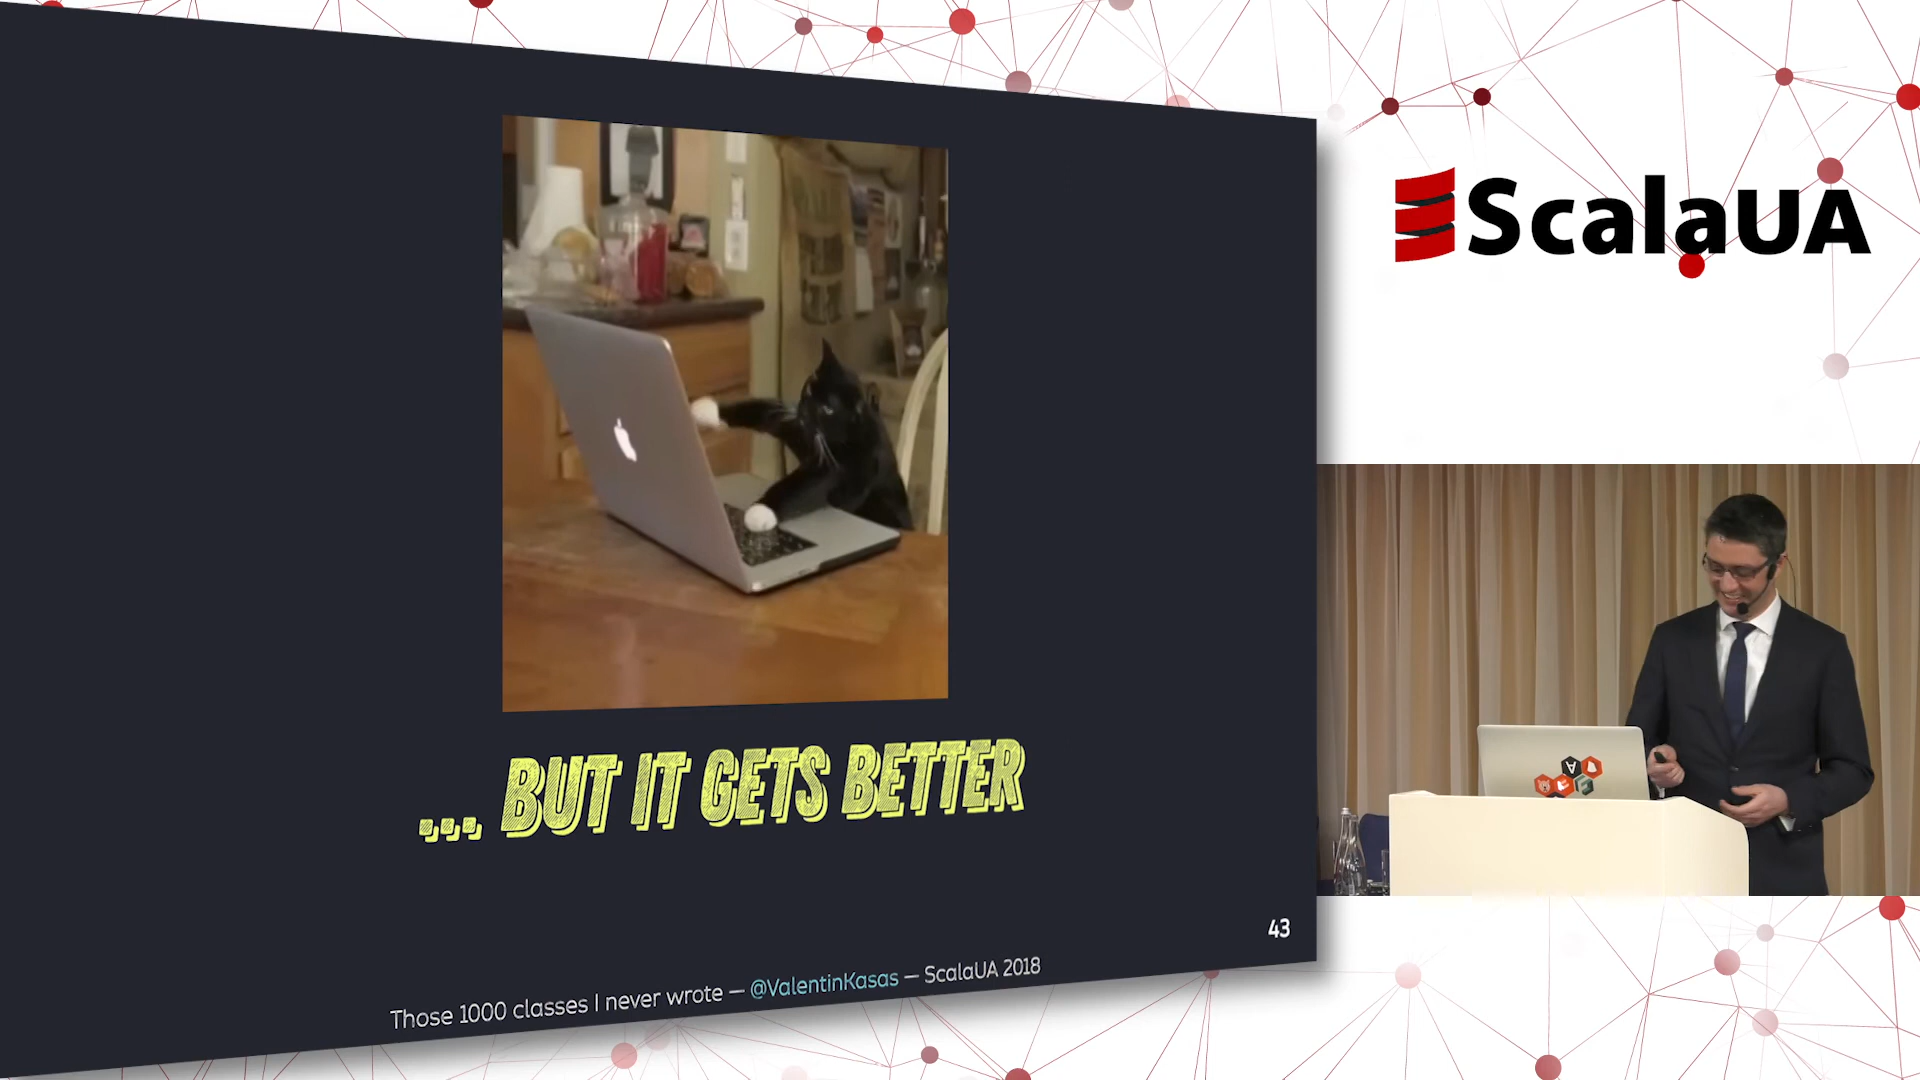 ScalaUA
... BUT IT GETS BETTER
43
Those 1000 classes I never wrote — @ValentinKasas — ScalaUA 2018